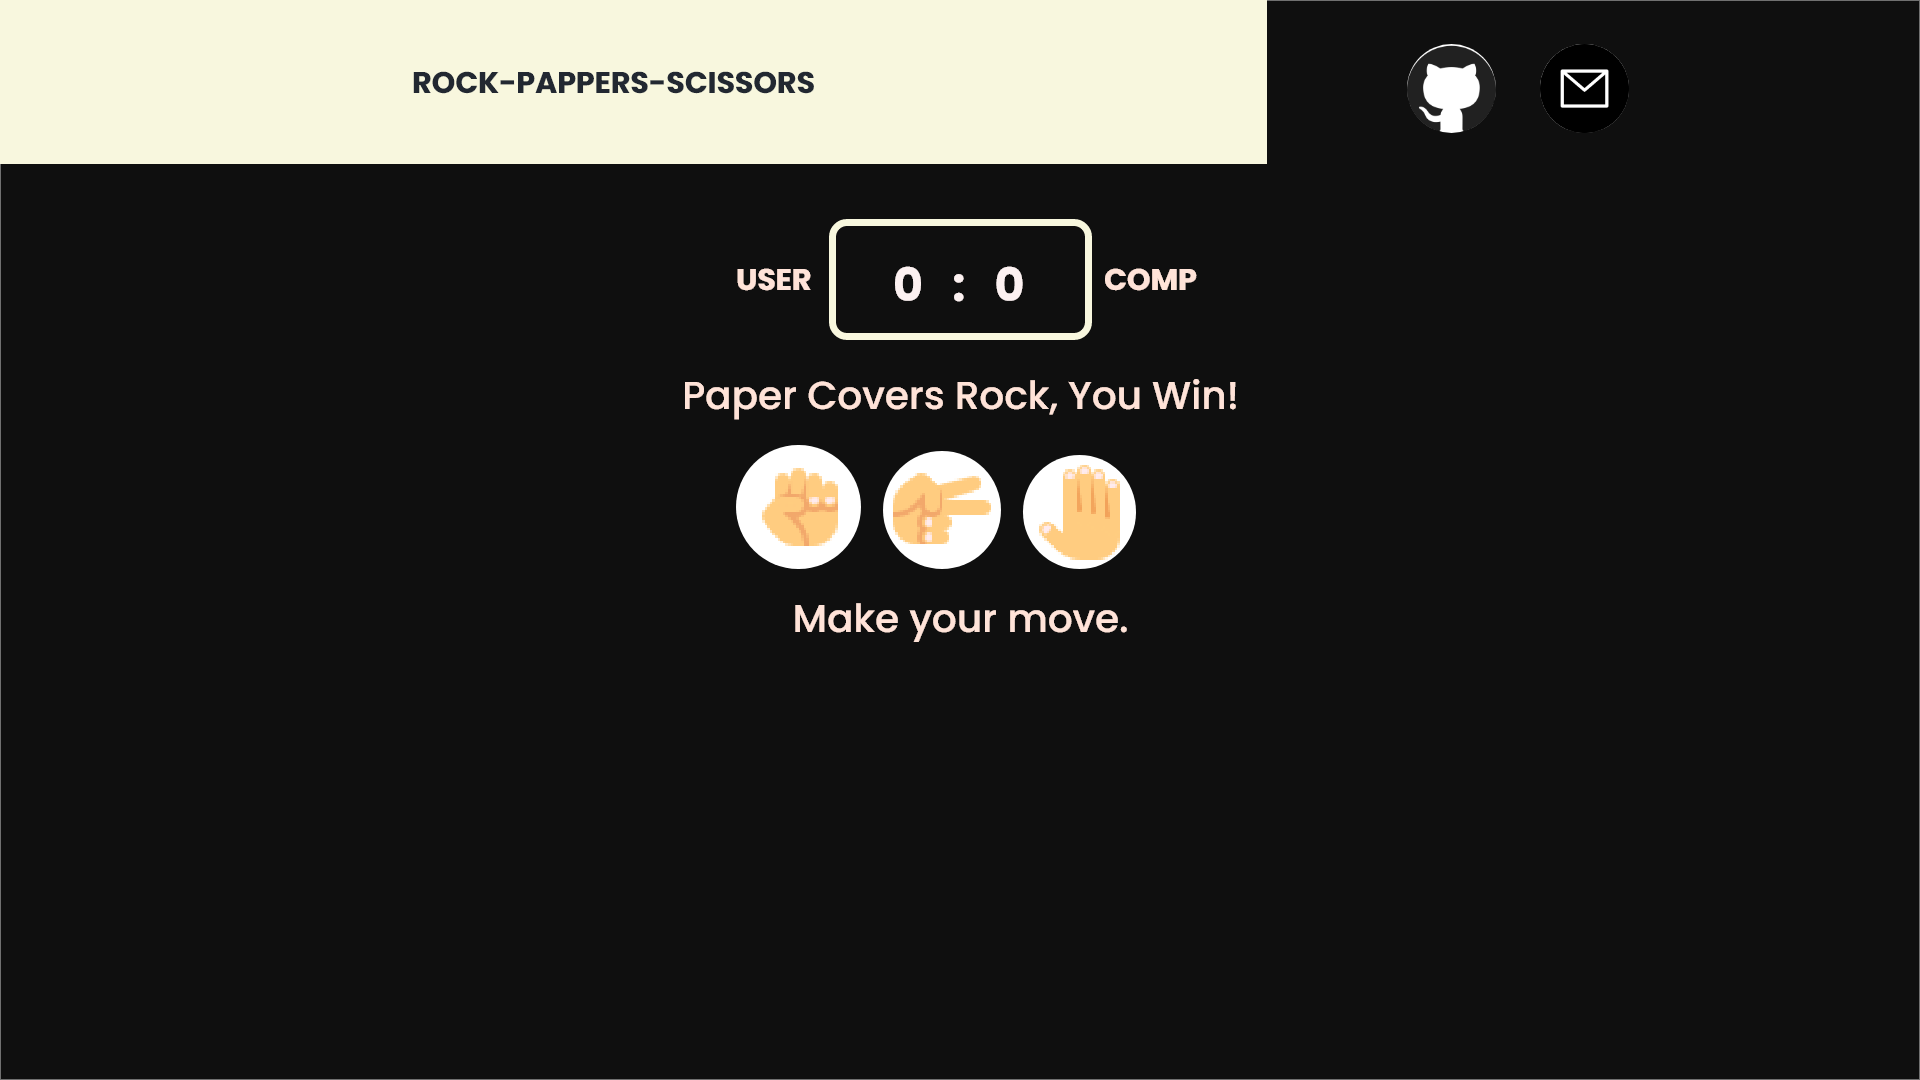 ROCK-PAPPERS-SCISSORS
USER 0 : 0 COMP
Paper Covers Rock, You Win!
Make your move.